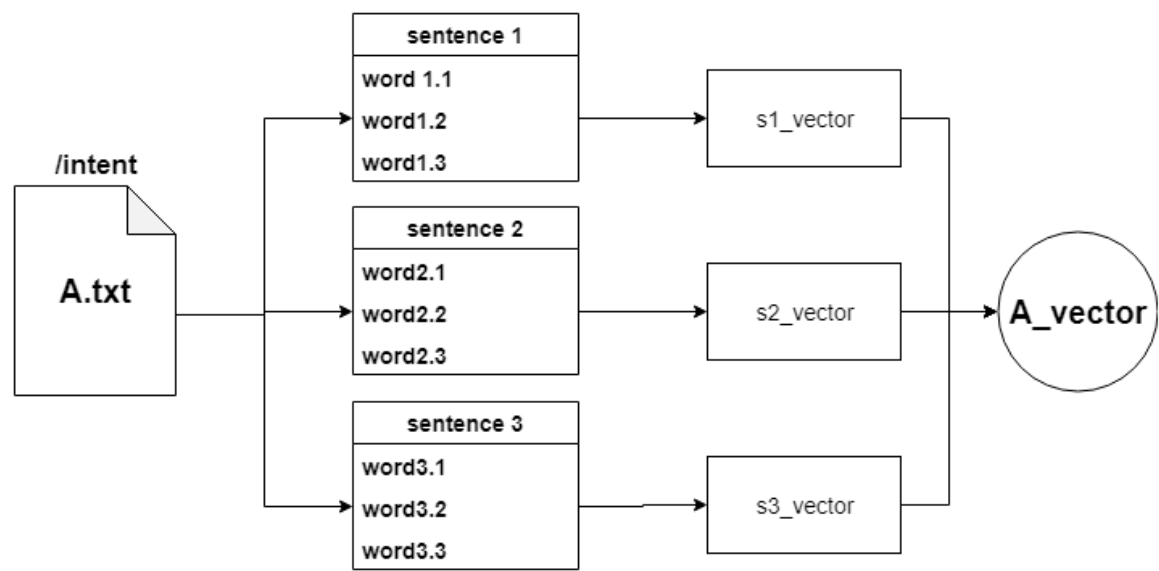 /intent
A.txt
sentence 1
word 1.1
word1.2
word1.3
sentence 2
word2.1
word2.2
word2.3
sentence 3
word3.1
word3.2
word3.3
s1_vector
s2_vector
s3_vector
A_vector